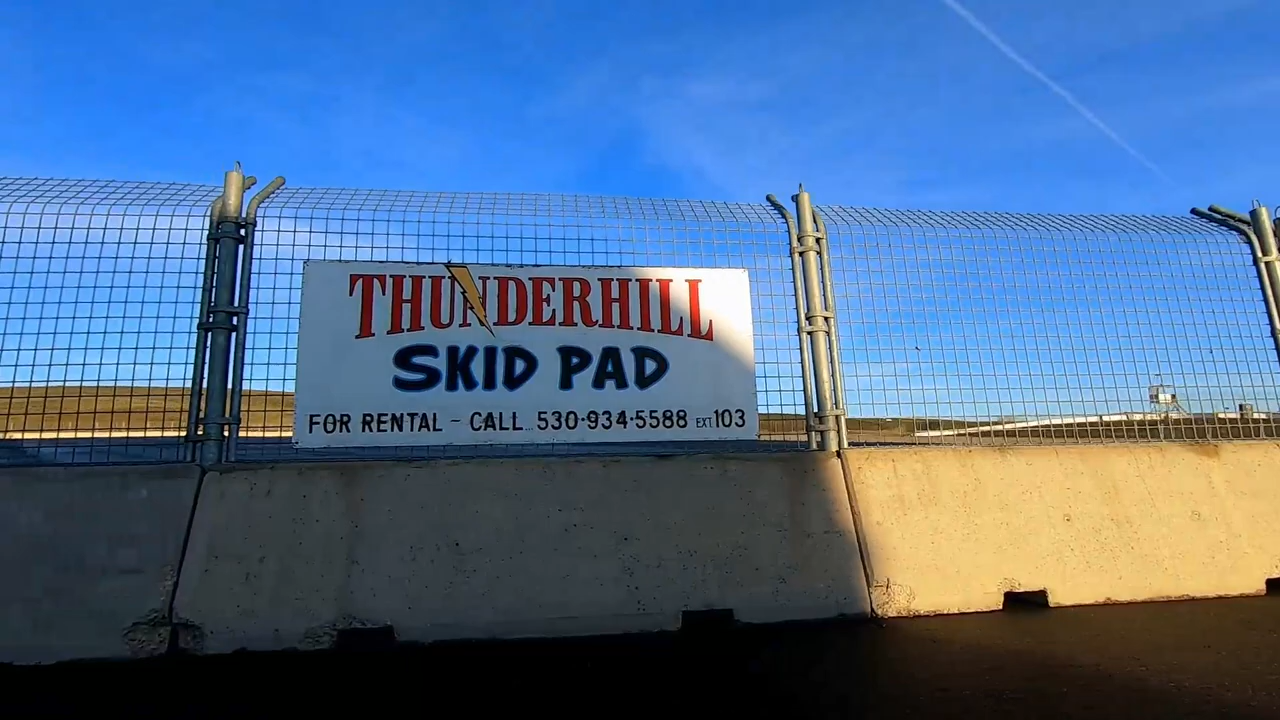 THUNDERHILL
SKID PAD
FOR RENTAL - CALL... 530-934-5588 EXT 103